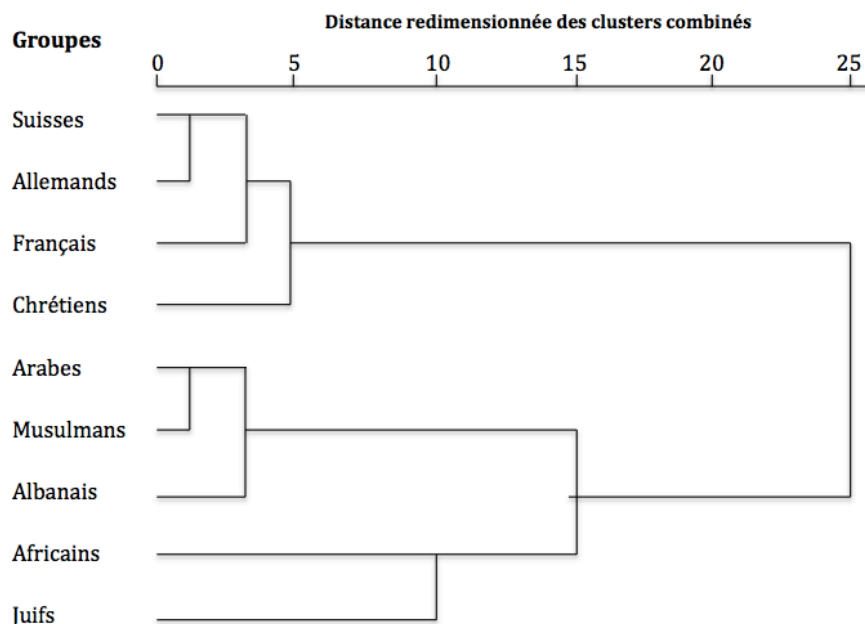 Distance redimensionnée des clusters combinés
Groupes
0 5 10 15 20 25
Suisses
Allemands
Français
Chrétiens
Arabes
Musulmans
Albanais
Africains
Juifs